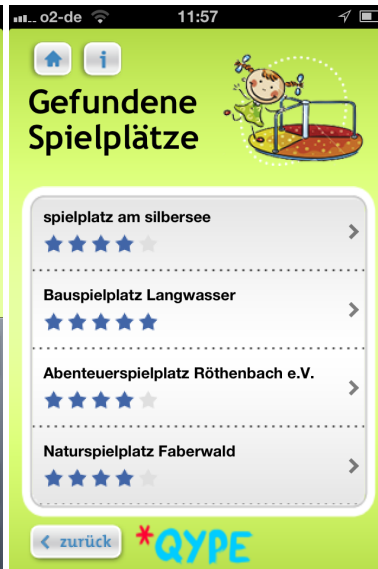 o2-de 11:57
i
Gefundene
Spielplätze
spielplatz am silbersee
Bauspielplatz Langwasser
Abenteuerspielplatz Röthenbach e.V.
Naturspielplatz Faberwald
zurück *QYPE